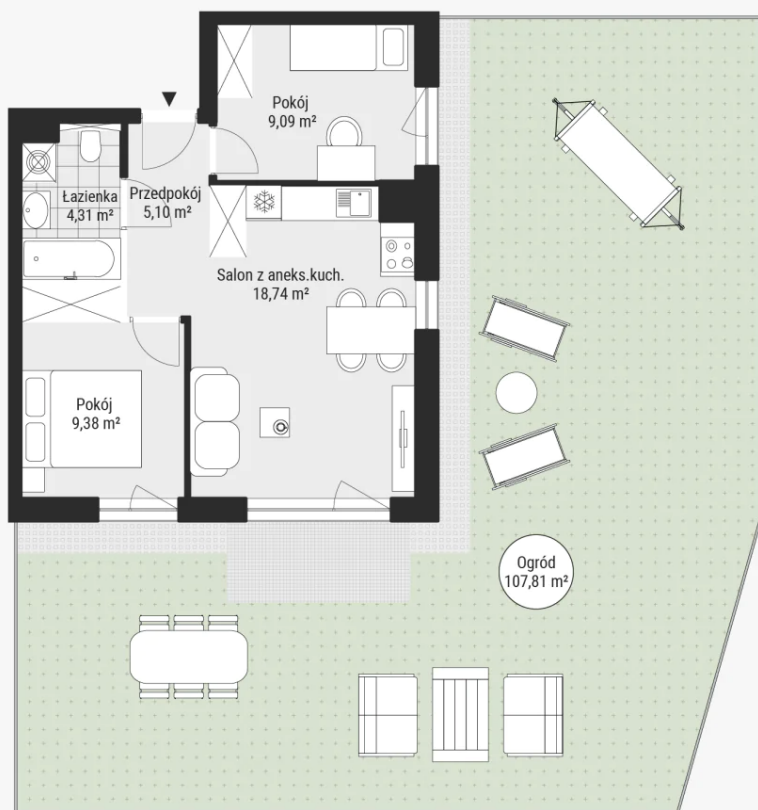 Pokój
9,09 m²
Łazienka
4,31 m²
Przedpokój
5,10 m²
Salon z aneks.kuch.
18,74 m²
Pokój
9,38 m²
Ogród
107,81 m²